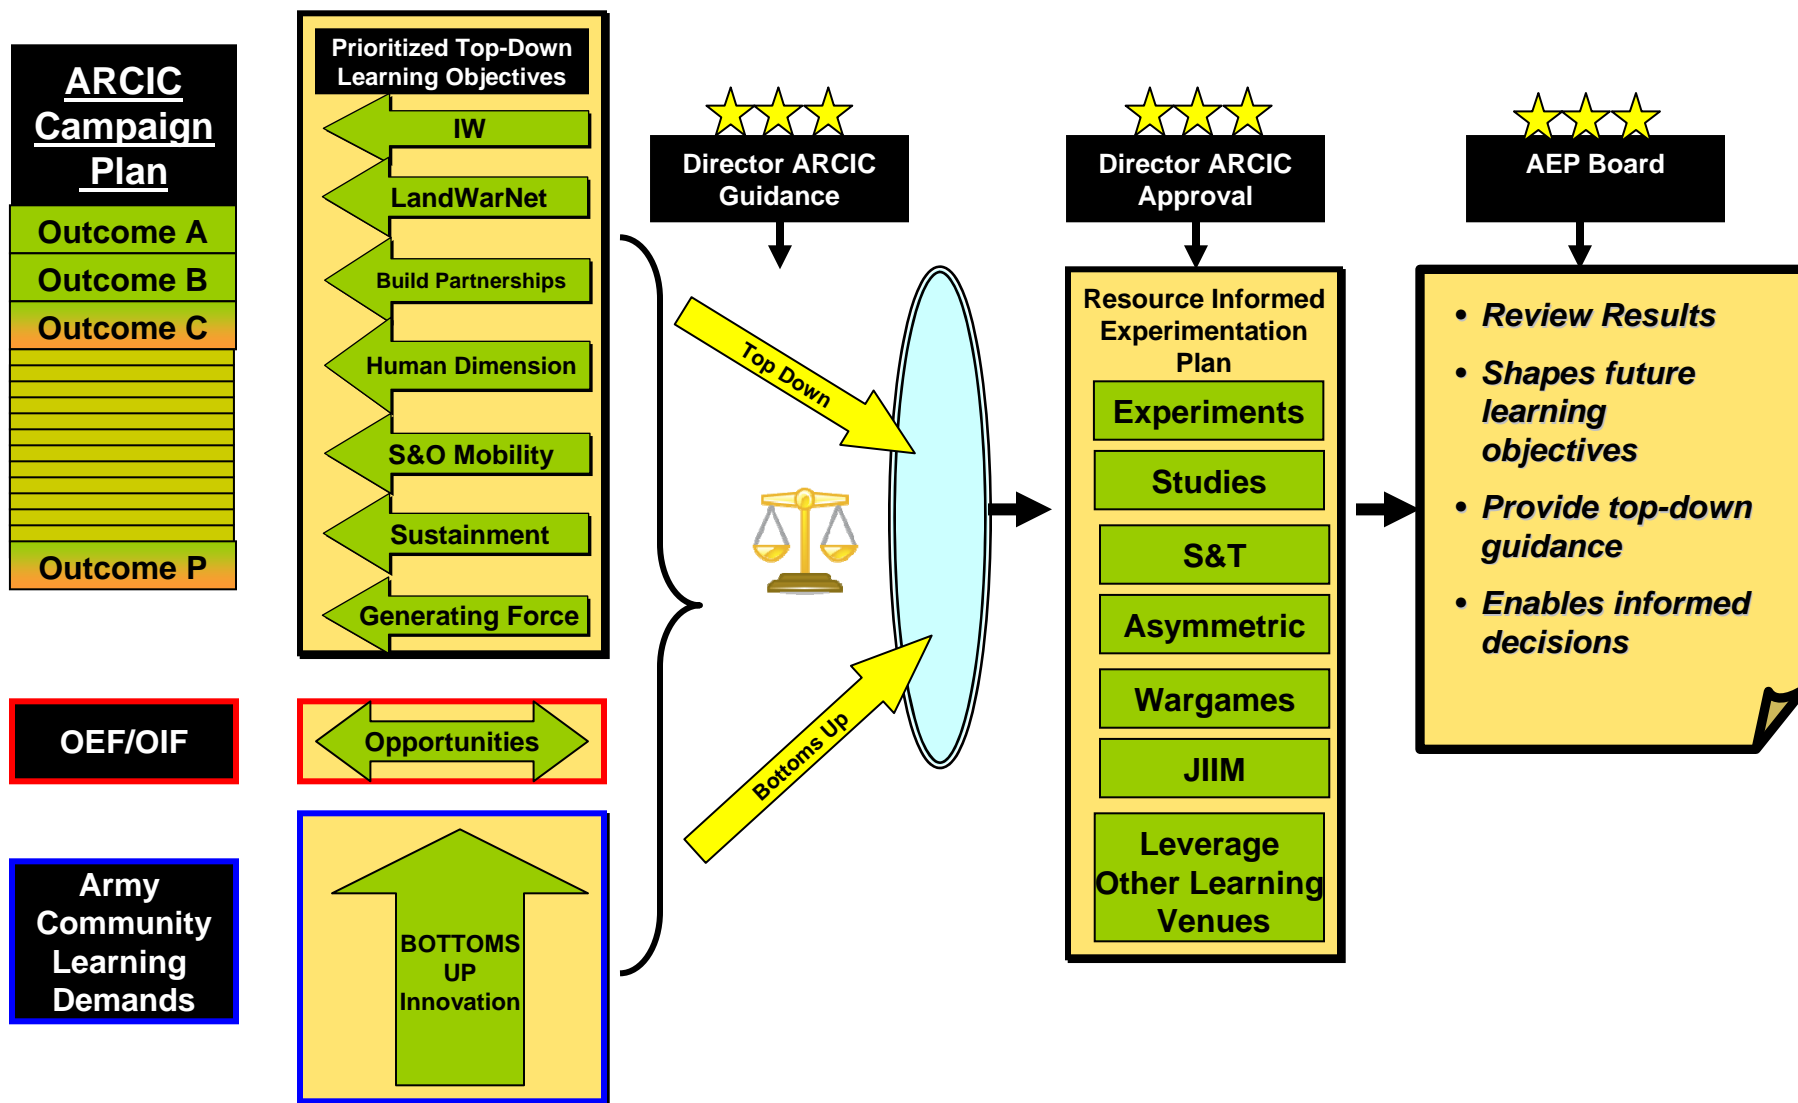 ARCIC
Campaign
Plan
Outcome A
Outcome B
Outcome C
Outcome P
OEF/OIF
Army
Community
Learning
Demands
Prioritized Top-Down
Learning Objectives
IW
LandWarNet
Build Partnerships
Human Dimension
S&O Mobility
Sustainment
Generating Force
Opportunities
BOTTOMS
UP
Innovation
Director ARCIC
Guidance
Top Down
Bottoms Up
Director ARCIC
Approval
Resource Informed
Experimentation
Plan
Experiments
Studies
S&T
Asymmetric
Wargames
JIIM
Leverage
Other Learning
Venues
AEP Board
• Review Results
• Shapes future
learning
objectives
• Provide top-down
guidance
• Enables informed
decisions